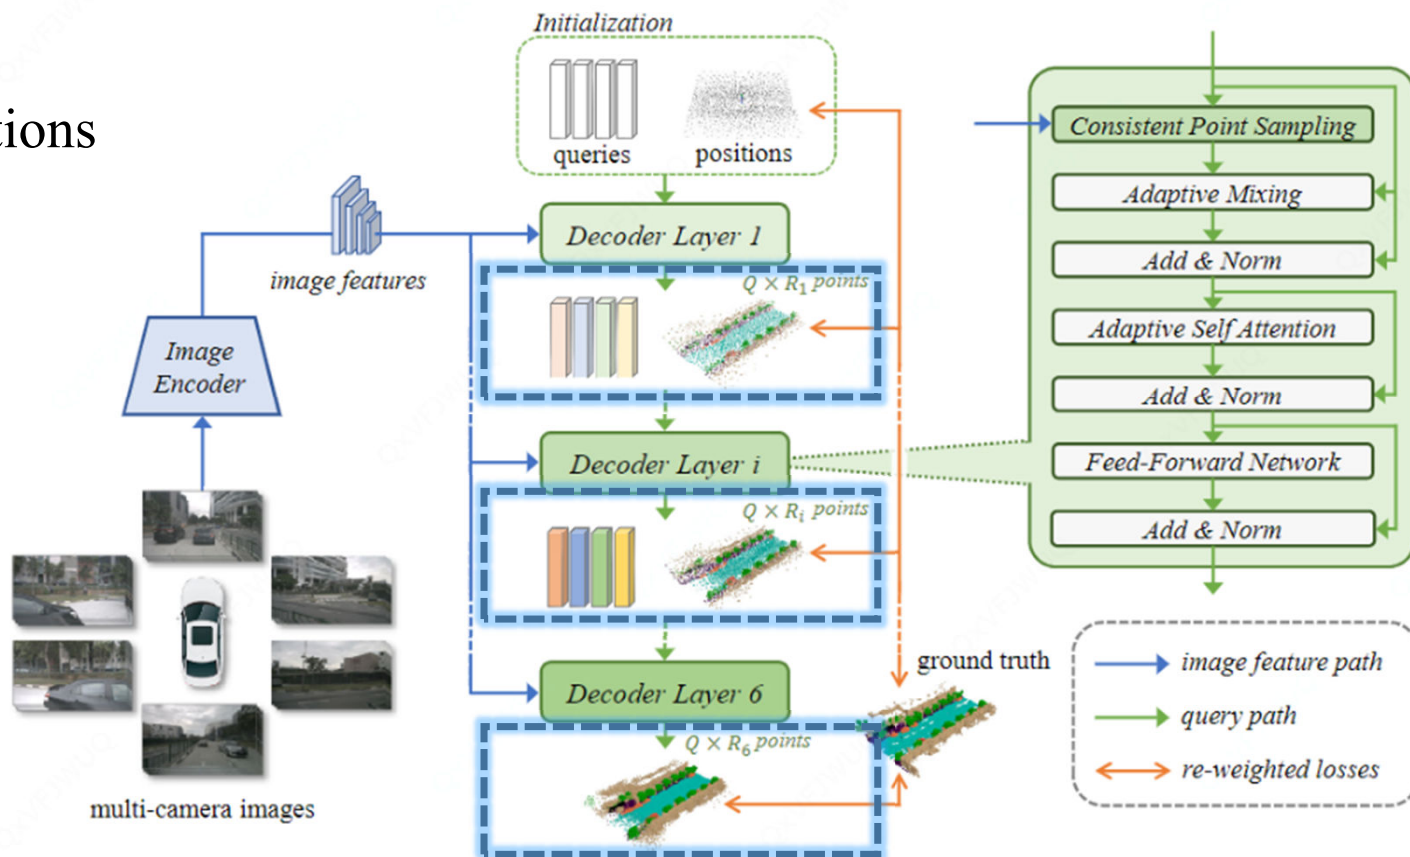 Initialization
tions
queries
positions
Decoder Layer 1
image features
Q × R1 points
Image
Encoder
Decoder Layer i
Q × Ri points
Decoder Layer 6
Q × R6 points
ground truth
multi-camera images
Consistent Point Sampling
Adaptive Mixing
Add & Norm
Adaptive Self Attention
Add & Norm
Feed-Forward Network
Add & Norm
image feature path
query path
re-weighted losses